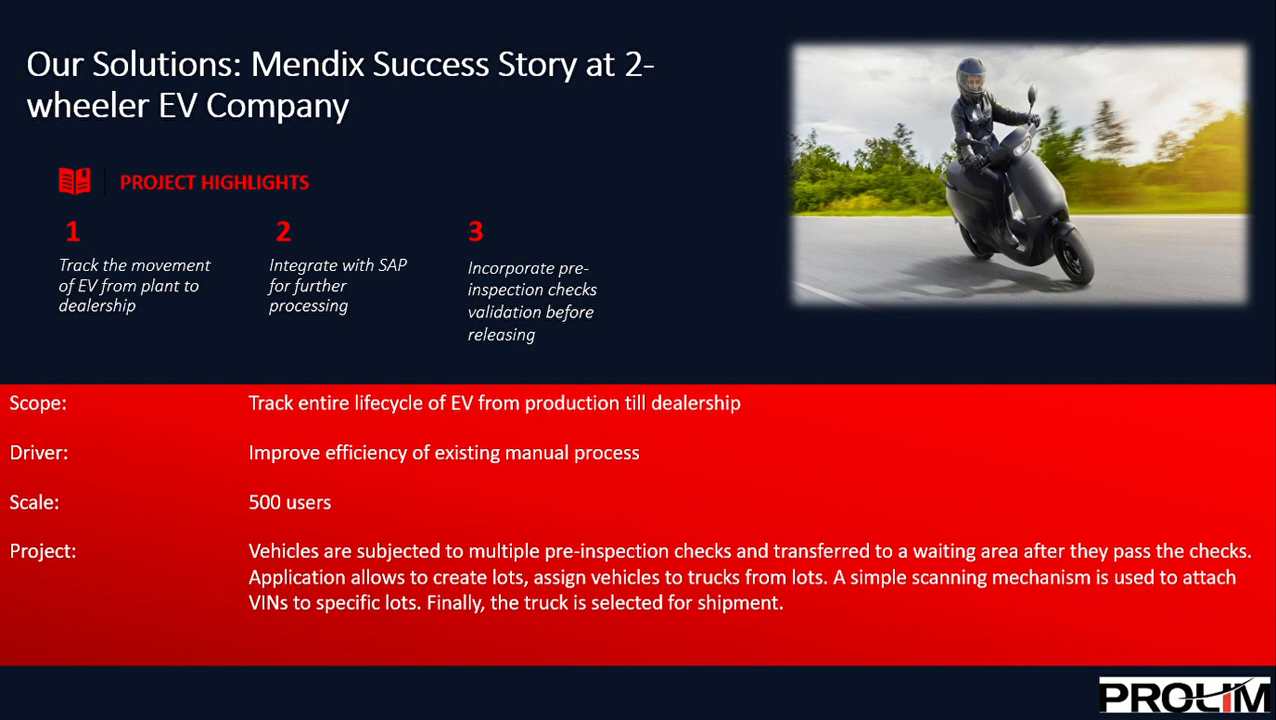 Our Solutions: Mendix Success Story at 2-
wheeler EV Company
PROJECT HIGHLIGHTS
1
Track the movement
of EV from plant to
dealership
2
Integrate with SAP
for further
processing
3
Incorporate pre-
inspection checks
validation before
releasing
Scope: Track entire lifecycle of EV from production till dealership
Driver: Improve efficiency of existing manual process
Scale: 500 users
Project: Vehicles are subjected to multiple pre-inspection checks and transferred to a waiting area after they pass the checks.
Application allows to create lots, assign vehicles to trucks from lots. A simple scanning mechanism is used to attach
VINs to specific lots. Finally, the truck is selected for shipment.
PROLIM